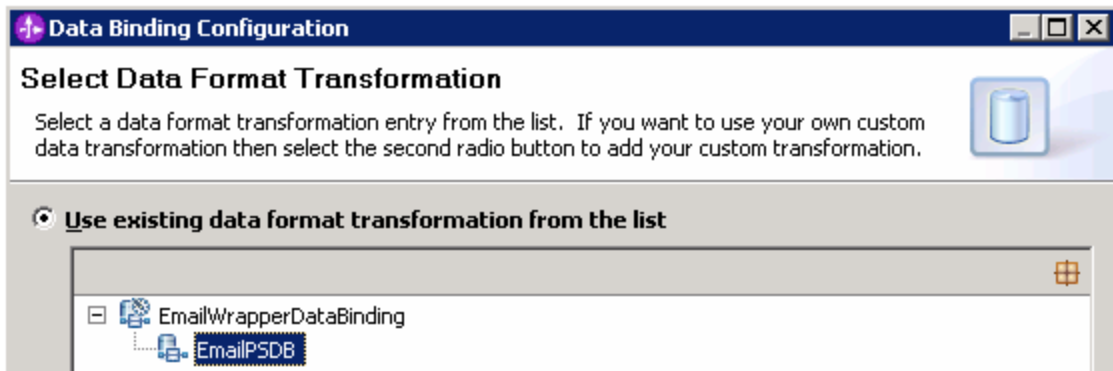 Data Binding Configuration
Select Data Format Transformation
Select a data format transformation entry from the list. If you want to use your own custom
data transformation then select the second radio button to add your custom transformation.
Use existing data format transformation from the list
EmailWrapperDataBinding
EmailPSDB